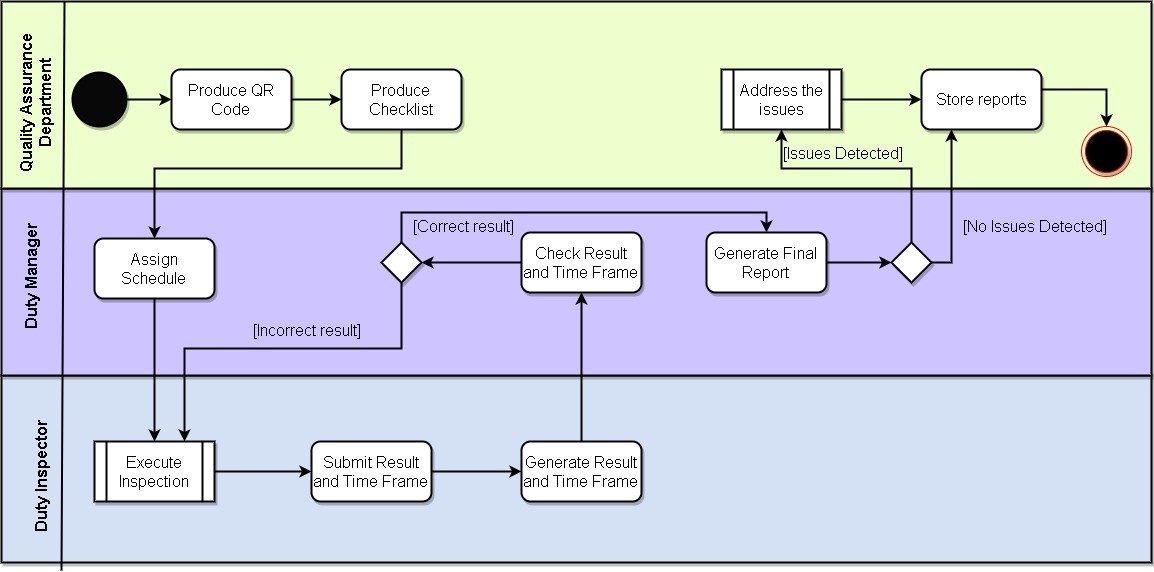 Quality Assurance
Department
Produce QR
Code
Produce
Checklist
Address the
issues
Store reports
[Issues Detected]
Duty Manager
Assign
Schedule
[Correct result]
Check Result
and Time Frame
Generate Final
Report
[No Issues Detected]
[Incorrect result]
Duty Inspector
Execute
Inspection
Submit Result
and Time Frame
Generate Result
and Time Frame